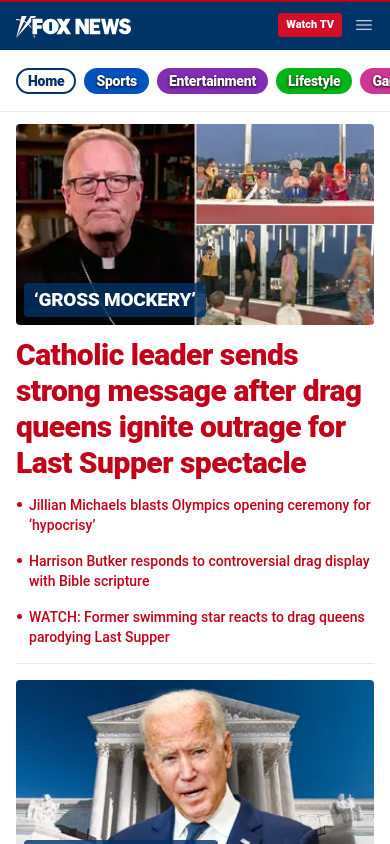 FOX NEWS
Watch TV
Home
Sports
Entertainment
Lifestyle
Ga
‘GROSS MOCKERY’
Catholic leader sends
strong message after drag
queens ignite outrage for
Last Supper spectacle
• Jillian Michaels blasts Olympics opening ceremony for
‘hypocrisy’
• Harrison Butker responds to controversial drag display
with Bible scripture
• WATCH: Former swimming star reacts to drag queens
parodying Last Supper